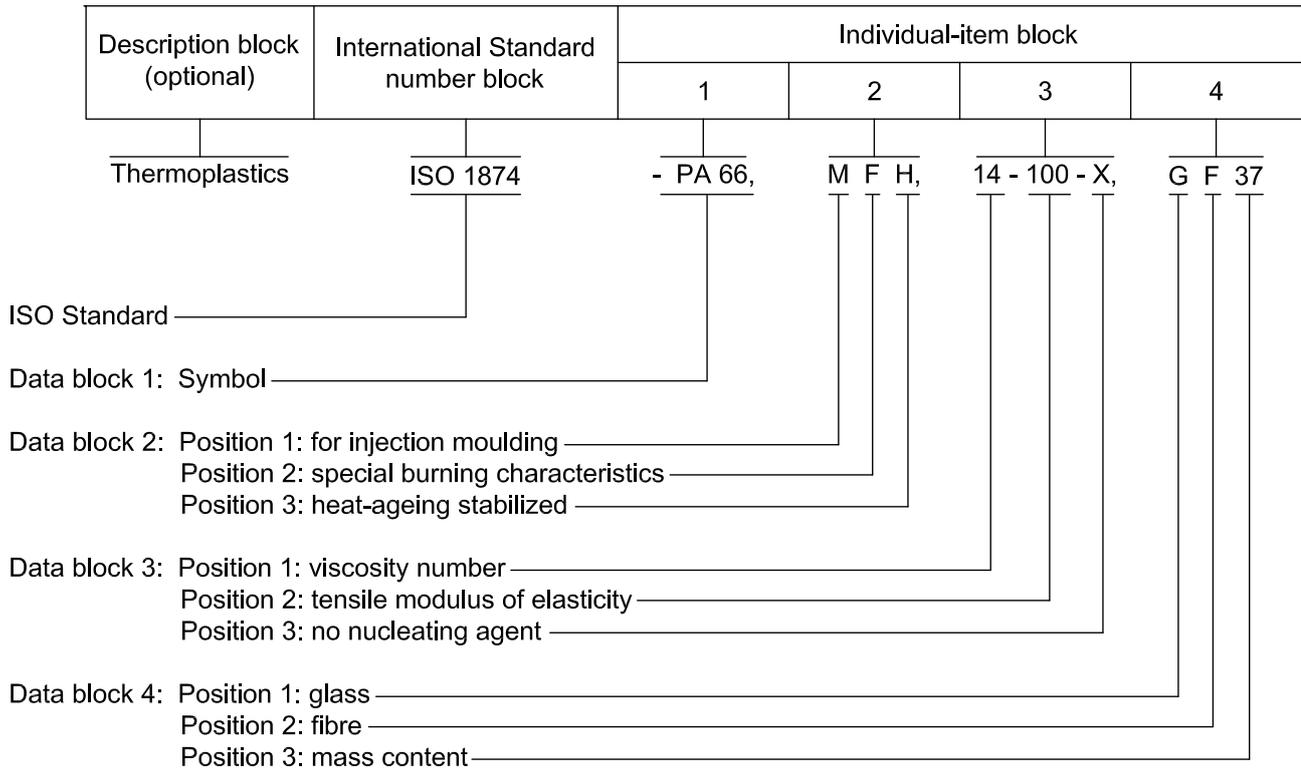 Description block
(optional)
International Standard
number block
Individual-item block
1 2 3 4
Thermoplastics ISO 1874 - PA 66, M F H, 14 - 100 - X, G F 37
ISO Standard
Data block 1: Symbol
Data block 2: Position 1: for injection moulding
Position 2: special burning characteristics
Position 3: heat-ageing stabilized
Data block 3: Position 1: viscosity number
Position 2: tensile modulus of elasticity
Position 3: no nucleating agent
Data block 4: Position 1: glass
Position 2: fibre
Position 3: mass content